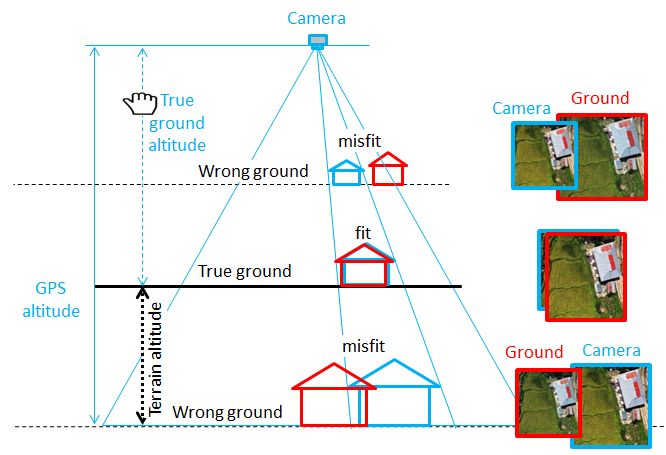 Camera
True
ground
altitude
Camera
Ground
misfit
Wrong ground
fit
True ground
GPS
altitude
Terrain altitude
misfit
Ground
Camera
Wrong ground